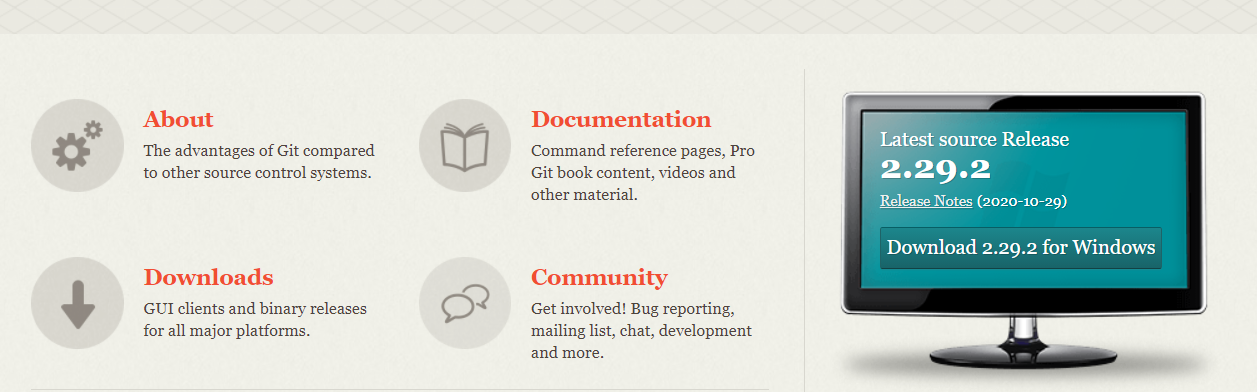 About
The advantages of Git compared
to other source control systems.
Documentation
Command reference pages, Pro
Git book content, videos and
other material.
Downloads
GUI clients and binary releases
for all major platforms.
Community
Get involved! Bug reporting,
mailing list, chat, development
and more.
Latest source Release
2.29.2
Release Notes (2020-10-29)
Download 2.29.2 for Windows